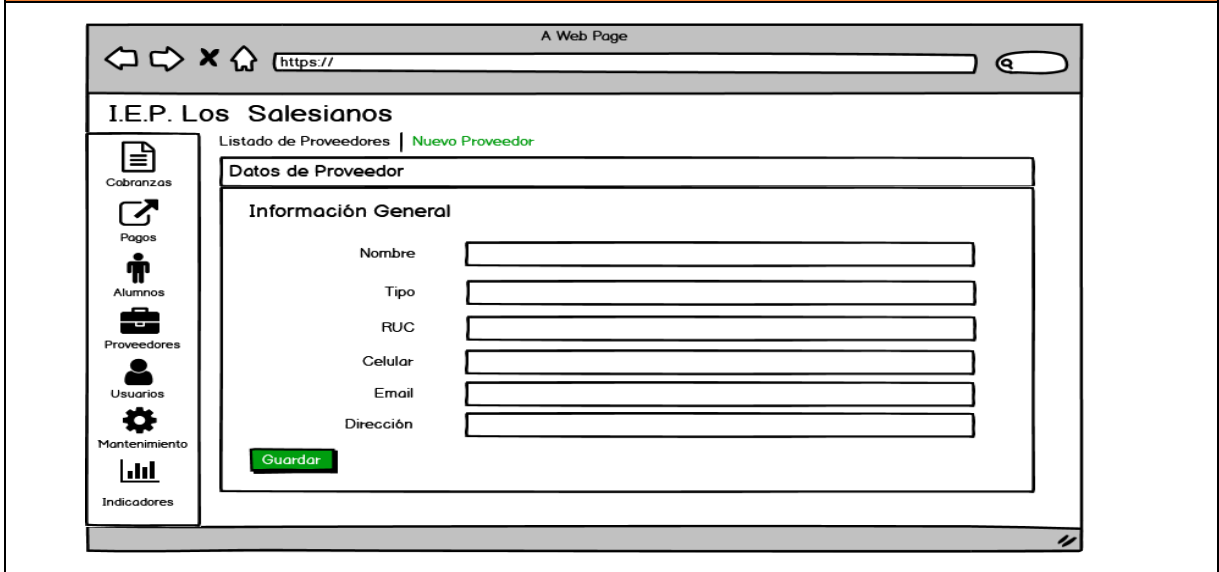 A Web Page
https://
I.E.P. Los Salesianos
Listado de Proveedores | Nuevo Proveedor
Datos de Proveedor
Información General
Nombre
Tipo
RUC
Celular
Email
Dirección
Guardar
Cobranzas
Pagos
Alumnos
Proveedores
Usuarios
Mantenimiento
Indicadores